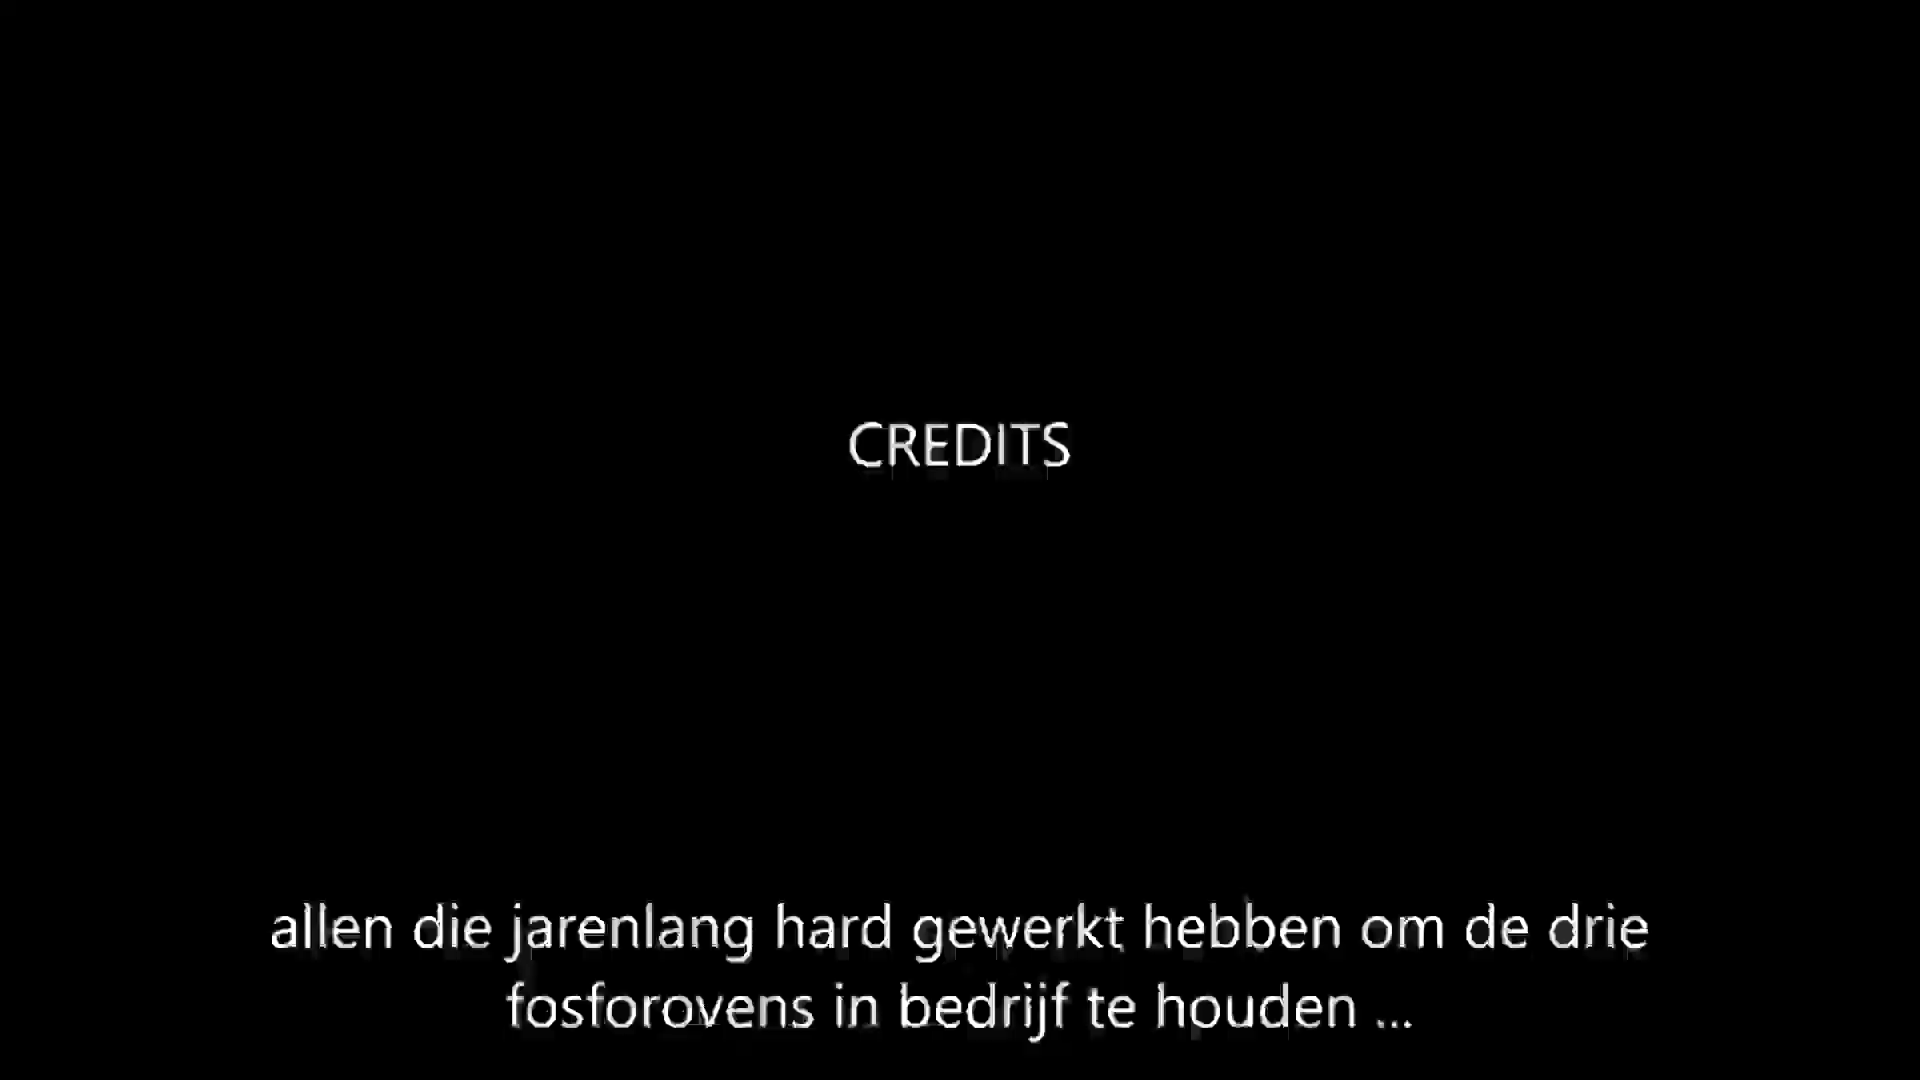 CREDITS
allen die jarenlang hard gewerkt hebben om de drie
fosforovens in bedrijf te houden ...